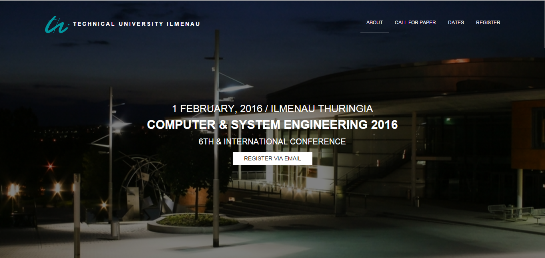 TECHNICAL UNIVERSITY ILMENAU
ABOUT CALL FOR PAPER DATES REGISTER
1 FEBRUARY, 2016 / ILMENAU THURINGIA
COMPUTER & SYSTEM ENGINEERING 2016
6TH & INTERNATIONAL CONFERENCE
REGISTER VIA EMAIL